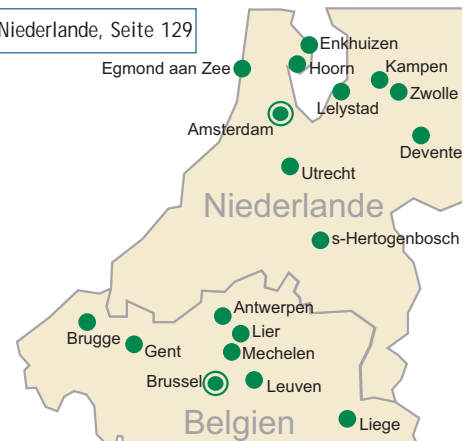 Niederlande, Seite 129
Enkhuizen
Egmond aan Zee
Hoorn
Kampen
Zwolle
Lelystad
Amsterdam
Devente
Utrecht
Niederlande
s-Hertogenbosch
Antwerpen
Brugge
Lier
Gent
Mechelen
Brussel
Leuven
Belgien
Liege